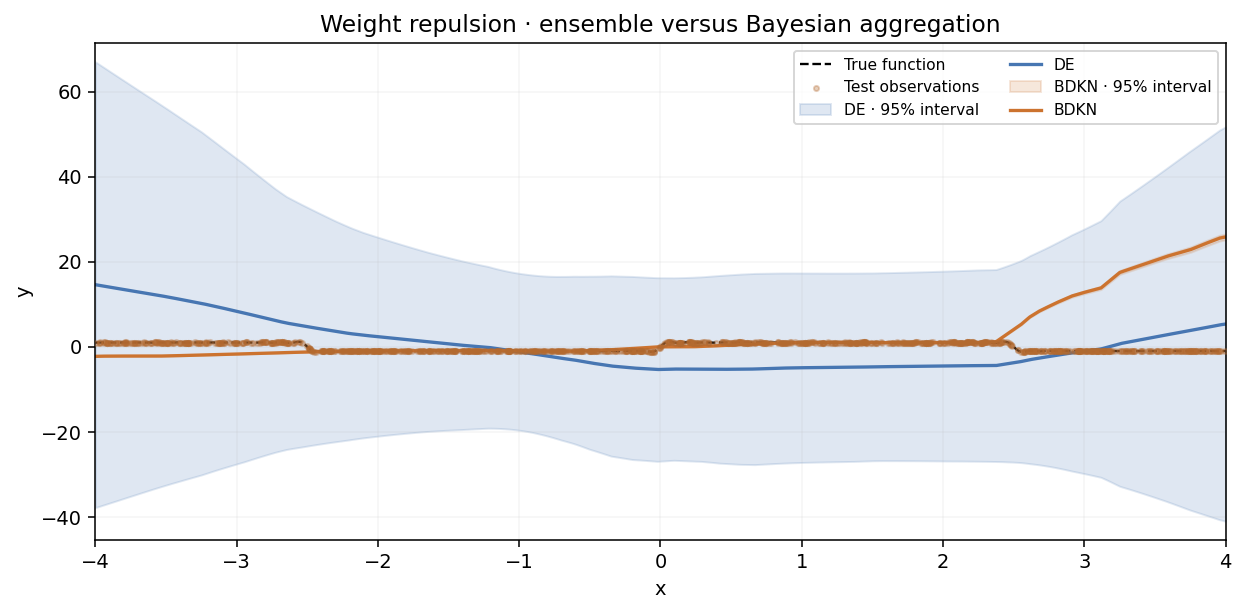 Weight repulsion · ensemble versus Bayesian aggregation
True function
Test observations
DE · 95% interval
DE
BDKN · 95% interval
BDKN
y
60
40
20
0
−20
−40
−4
−3
−2
−1
0
1
2
3
4
x